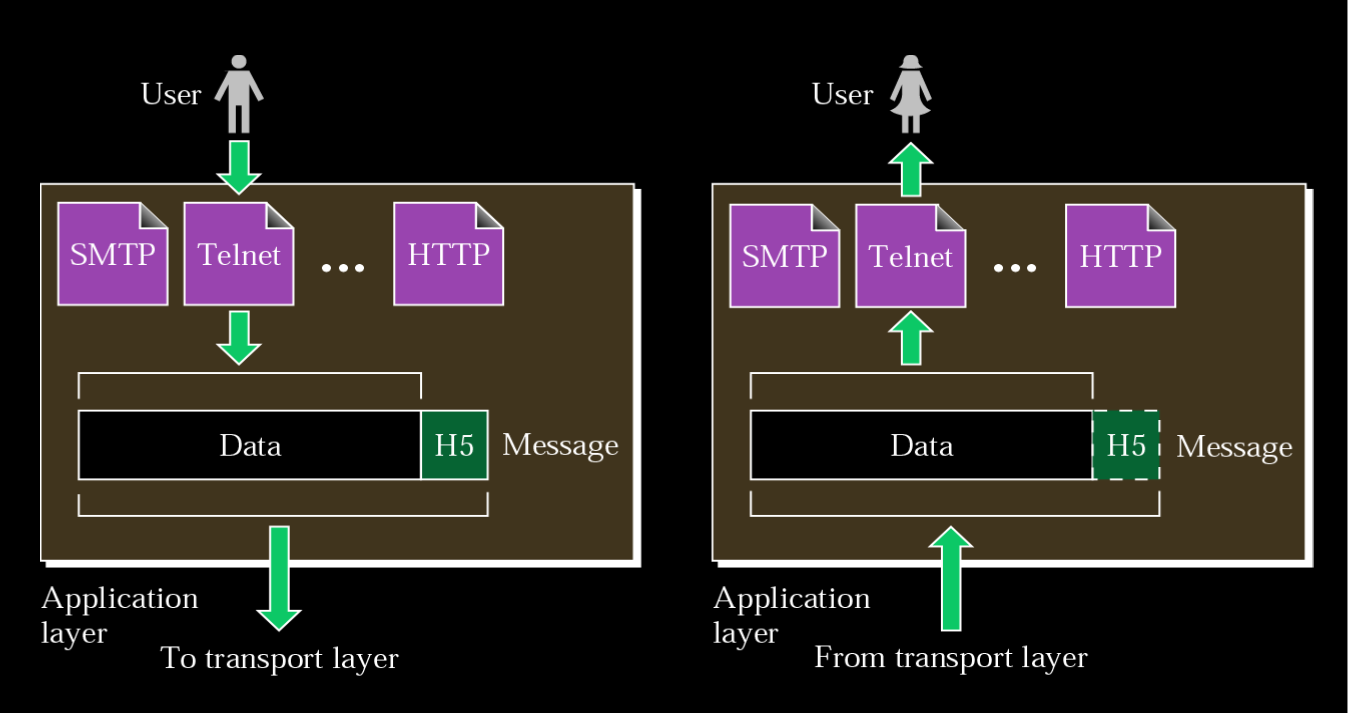 User
SMTP
Telnet
...
HTTP
Data
H5
Message
Application
layer
To transport layer
User
SMTP
Telnet
...
HTTP
Data
H5
Message
Application
layer
From transport layer